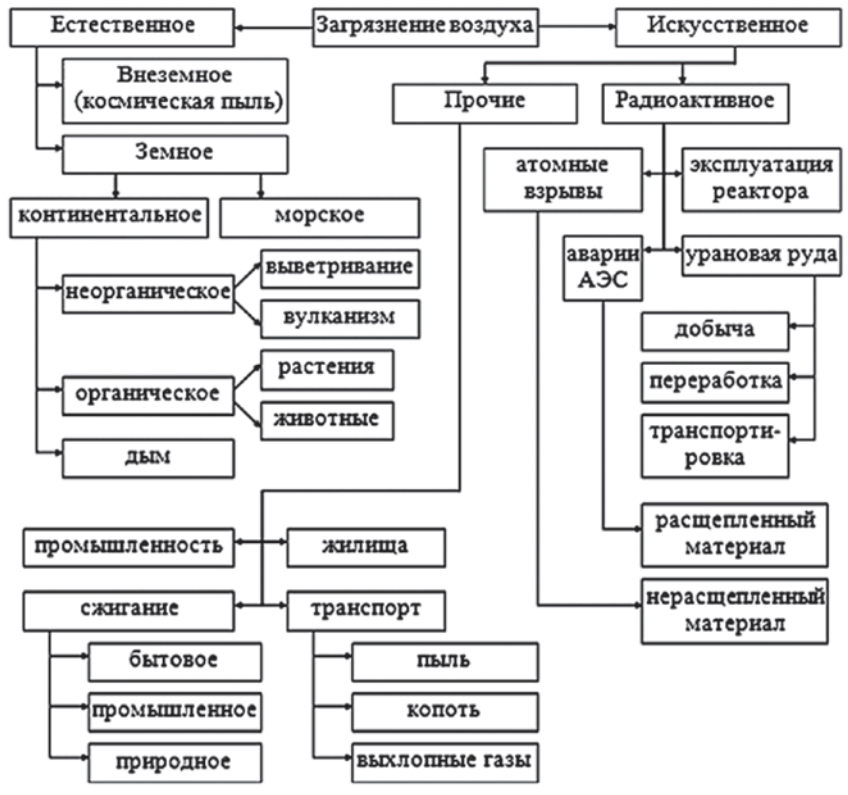 Естественное
Загрязнение воздуха
Искусственное
Внеземное
(космическая пыль)
Прочие
Радиоактивное
Земное
атомные
взрывы
эксплуатация
реактора
континентальное
морское
аварии
АЭС
урановая руда
неорганическое
выветривание
вулканизм
добыча
органическое
растения
животные
переработка
дым
транспорти-
ровка
промышленность
жилища
расщепленный
материал
сжигание
транспорт
нерасщепленный
материал
бытовое
пыль
промышленное
копоть
природное
выхлопные газы